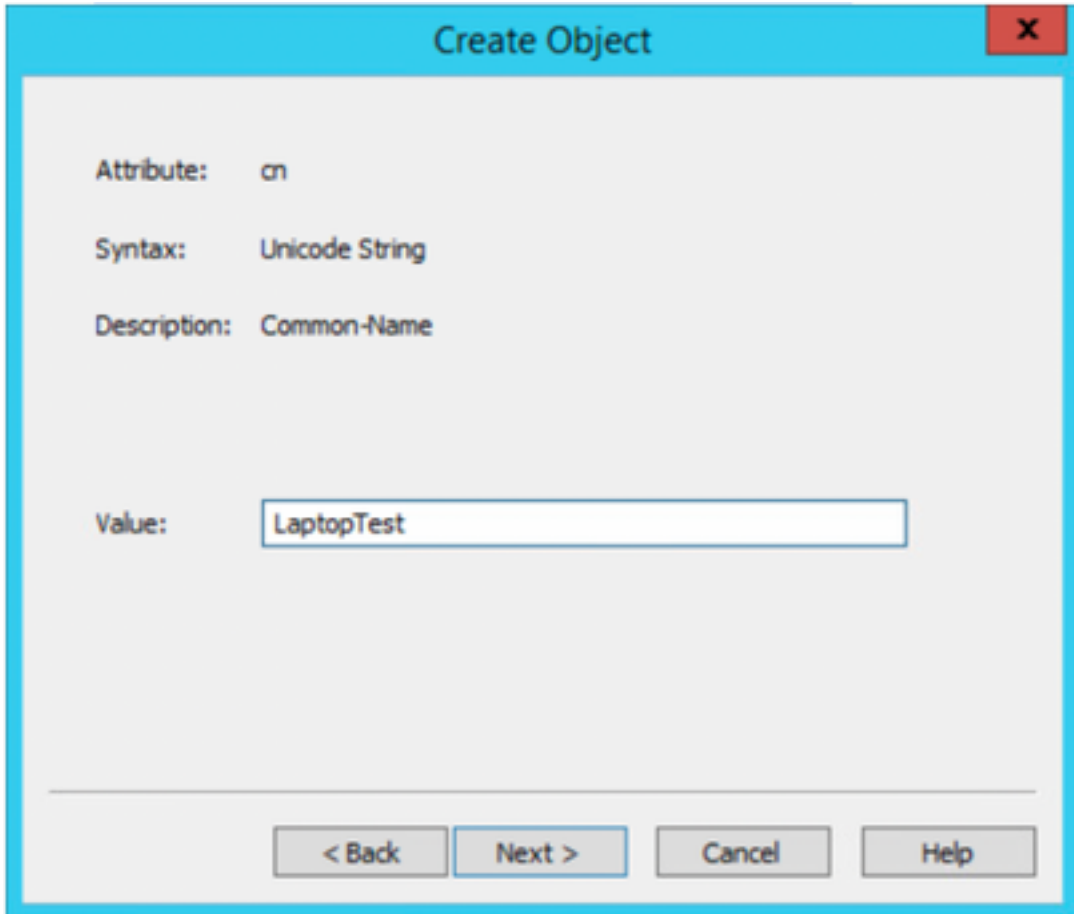 Create Object
x
Attribute: cn
Syntax: Unicode String
Description: Common-Name
Value: LaptopTest
< Back Next > Cancel Help